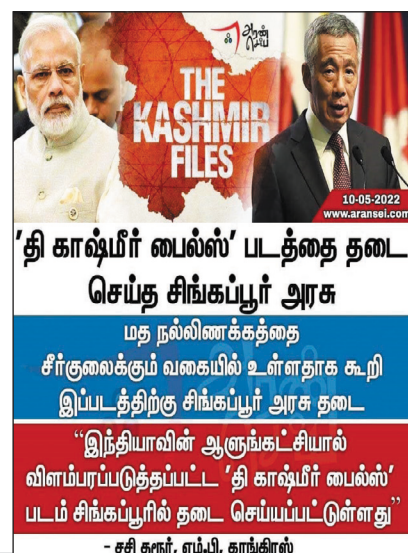 அரண்
செய்
THE
KASHMIR
FILES
10-05-2022
www.aransei.com
'தி காஷ்மீர் பைல்ஸ்' படத்தை தடை
செய்த சிங்கப்பூர் அரசு
மத நல்லிணக்கத்தை
சீர்குலைக்கும் வகையில் உள்ளதாக கூறி
இப்படத்திற்கு சிங்கப்பூர் அரசு தடை
“இந்தியாவின் ஆளுங்கட்சியால்
விளம்பரப்படுத்தப்பட்ட 'தி காஷ்மீர் பைல்ஸ்'
படம் சிங்கப்பூரில் தடை செய்யப்பட்டுள்ளது”
- சசி தரூர், எம்.பி, காங்கிரஸ்